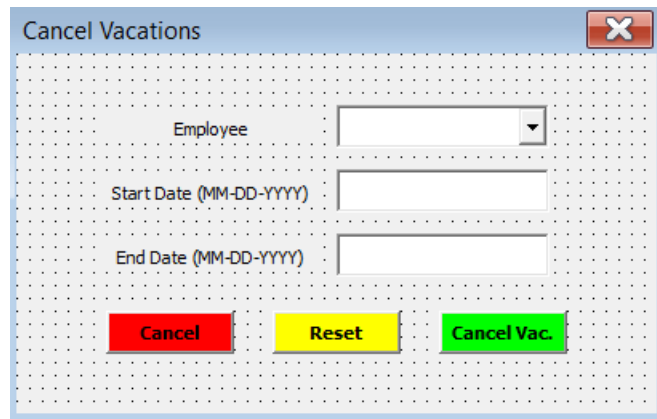 Cancel Vacations
Employee
Start Date (MM-DD-YYYY)
End Date (MM-DD-YYYY)
Cancel Reset Cancel Vac.